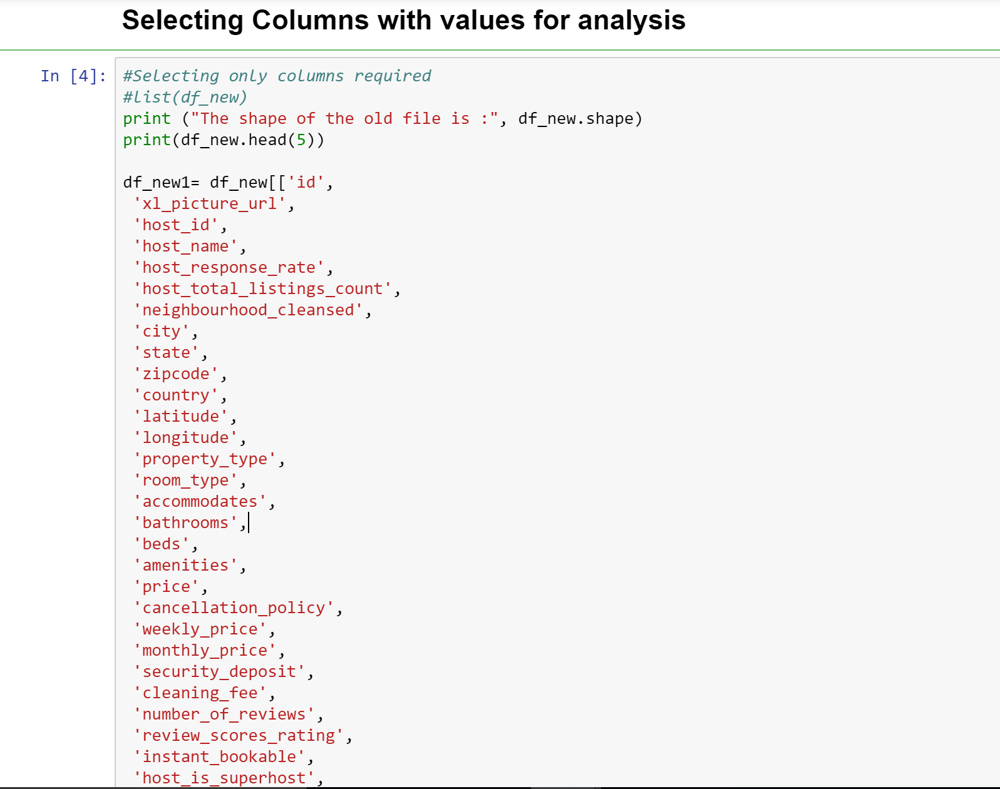 Selecting Columns with values for analysis
In [4]:
#Selecting only columns required
#list(df_new)
print ("The shape of the old file is :", df_new.shape)
print(df_new.head(5))
df_new1= df_new[['id',
'xl_picture_url',
'host_id',
'host_name',
'host_response_rate',
'host_total_listings_count',
'neighbourhood_cleansed',
'city',
'state',
'zipcode',
'country',
'latitude',
'longitude',
'property_type',
'room_type',
'accommodates',
'bathrooms',
'beds',
'amenities',
'price',
'cancellation_policy',
'weekly_price',
'monthly_price',
'security_deposit',
'cleaning_fee',
'number_of_reviews',
'review_scores_rating',
'instant_bookable',
'host_is_superhost',